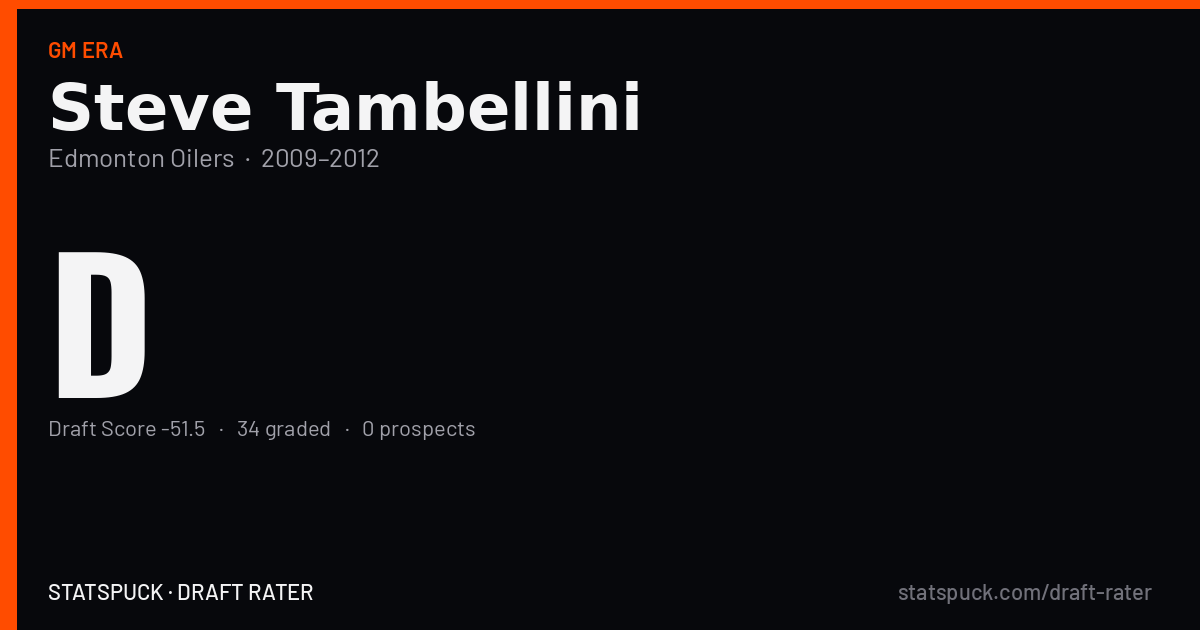 GM ERA
Steve Tambellini
Edmonton Oilers · 2009–2012
D
Draft Score -51.5 · 34 graded · 0 prospects
STATSPUCK · DRAFT RATER
statspuck.com/draft-rater